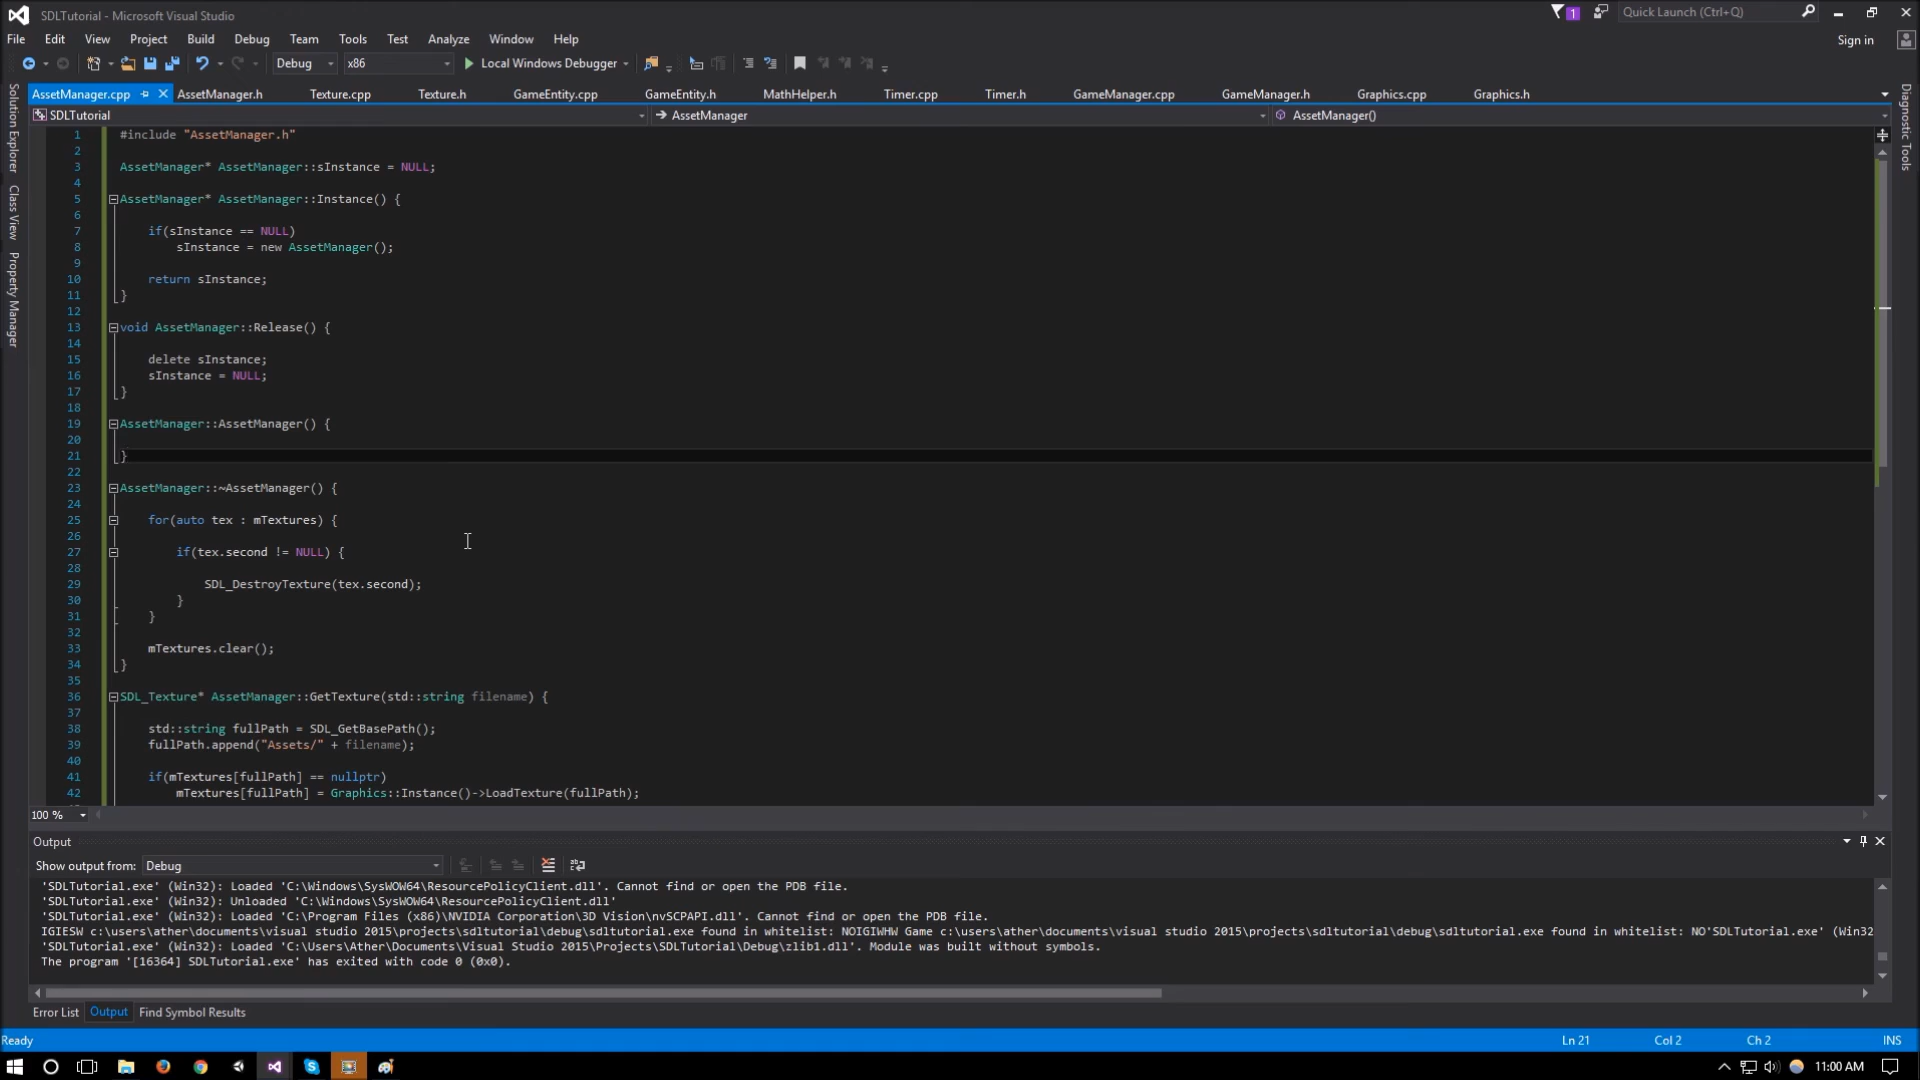 SDLTutorial - Microsoft Visual Studio
1
Quick Launch (Ctrl+Q)
File Edit View Project Build Debug Team Tools Test Analyze Window Help
Sign in
Debug x86 Local Windows Debugger
AssetManager.cpp AssetManager.h Texture.cpp Texture.h GameEntity.cpp GameEntity.h MathHelper.h Timer.cpp Timer.h GameManager.cpp GameManager.h Graphics.cpp Graphics.h
SDLTutorial AssetManager AssetManager()
Solution Explorer
Class View
Property Manager
Diagnostic Tools
1 #include "AssetManager.h"
2
3 AssetManager* AssetManager::sInstance = NULL;
4
5 AssetManager* AssetManager::Instance() {
6
7 if(sInstance == NULL)
8 sInstance = new AssetManager();
9
10 return sInstance;
11 }
12
13 void AssetManager::Release() {
14
15 delete sInstance;
16 sInstance = NULL;
17 }
18
19 AssetManager::AssetManager() {
20
21 }
22
23 AssetManager::~AssetManager() {
24
25 for(auto tex : mTextures) {
26
27 if(tex.second != NULL) {
28
29 SDL_DestroyTexture(tex.second);
30 }
31 }
32
33 mTextures.clear();
34 }
35
36 SDL_Texture* AssetManager::GetTexture(std::string filename) {
37
38 std::string fullPath = SDL_GetBasePath();
39 fullPath.append("Assets/" + filename);
40
41 if(mTextures[fullPath] == nullptr)
42 mTextures[fullPath] = Graphics::Instance()->LoadTexture(fullPath);
100 %
Output
Show output from: Debug
'SDLTutorial.exe' (Win32): Loaded 'C:\Windows\SysWOW64\ResourcePolicyClient.dll'. Cannot find or open the PDB file.
'SDLTutorial.exe' (Win32): Unloaded 'C:\Windows\SysWOW64\ResourcePolicyClient.dll'
'SDLTutorial.exe' (Win32): Loaded 'C:\Program Files (x86)\NVIDIA Corporation\3D Vision\nvSCPAPI.dll'. Cannot find or open the PDB file.
IGIESW c:\users\ather\documents\visual studio 2015\projects\sdltutorial\debug\sdltutorial.exe found in whitelist: NOIGIWHW Game c:\users\ather\documents\visual studio 2015\projects\sdltutorial\debug\sdltutorial.exe found in whitelist: NO'SDLTutorial.exe' (Win32
'SDLTutorial.exe' (Win32): Loaded 'C:\Users\Ather\Documents\Visual Studio 2015\Projects\SDLTutorial\Debug\zlib1.dll'. Module was built without symbols.
The program '[16364] SDLTutorial.exe' has exited with code 0 (0x0).
Error List Output Find Symbol Results
Ready Ln 21 Col 2 Ch 2 INS
11:00 AM